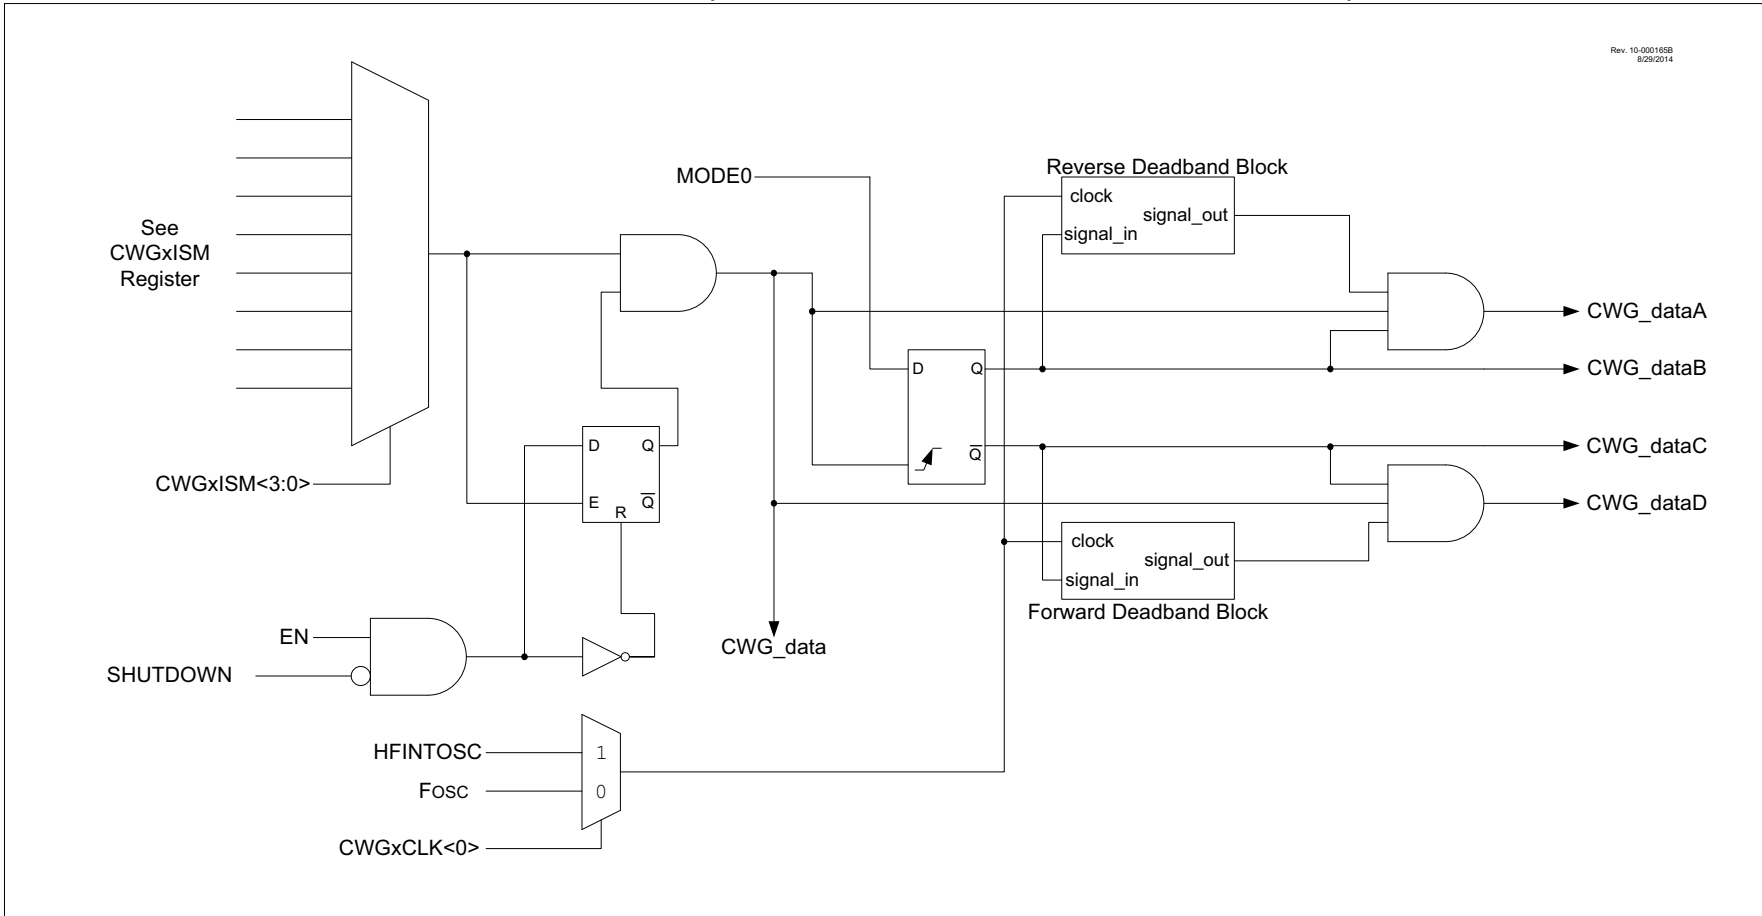 Rev. 10-000165B
8/29/2014
See
CWGxISM
Register
CWGxISM<3:0>
MODE0
Reverse Deadband Block
clock
signal_out
signal_in
CWG_dataA
D
Q
CWG_dataB
Q
CWG_dataC
D
Q
E
Q
R
CWG_dataD
clock
signal_out
signal_in
Forward Deadband Block
EN
SHUTDOWN
CWG_data
HFINTOSC
1
FOSC
0
CWGxCLK<0>